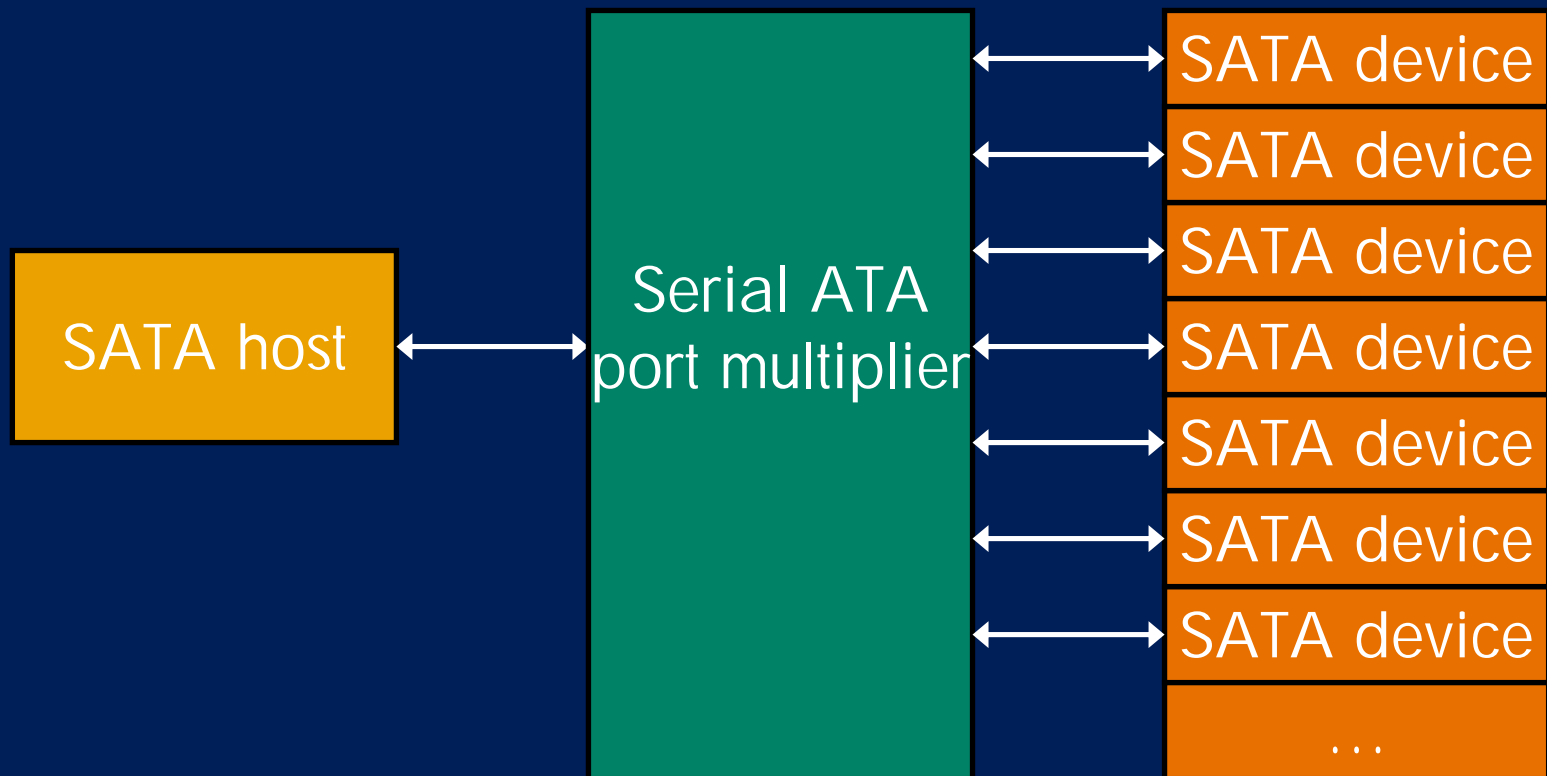 SATA host
Serial ATA
port multiplier
SATA device
SATA device
SATA device
SATA device
SATA device
SATA device
SATA device
...